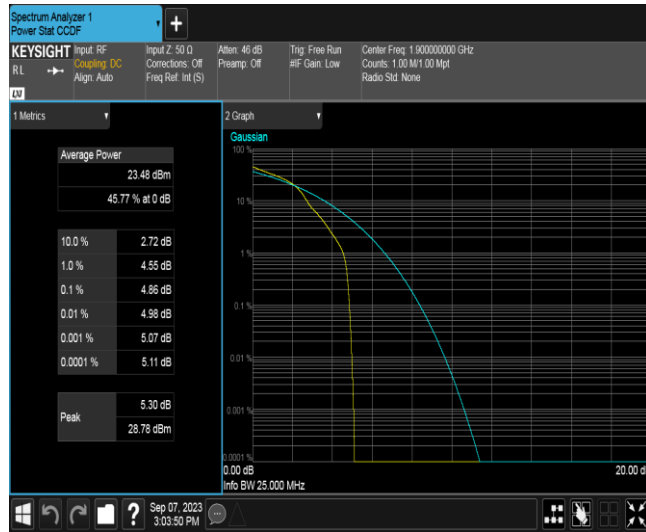 Spectrum Analyzer 1
Power Stat CCDF
+
KEYSIGHT
RL
LXI
Input: RF
Coupling: DC
Align: Auto
Input Z: 50 Ω
Corrections: Off
Freq Ref: Int (S)
Atten: 46 dB
Preamp: Off
Trig: Free Run
#IF Gain: Low
Center Freq: 1.900000000 GHz
Counts: 1.00 M/1.00 Mpt
Radio Std: None
1 Metrics
Average Power
23.48 dBm
45.77 % at 0 dB
10.0 % 2.72 dB
1.0 % 4.55 dB
0.1 % 4.86 dB
0.01 % 4.98 dB
0.001 % 5.07 dB
0.0001 % 5.11 dB
Peak
5.30 dB
28.78 dBm
2 Graph
Gaussian
100 %
10 %
1 %
0.1 %
0.01 %
0.001 %
0.0001 %
0.00 dB
20.00 d
Info BW 25.000 MHz
?
Sep 07, 2023
3:03:50 PM